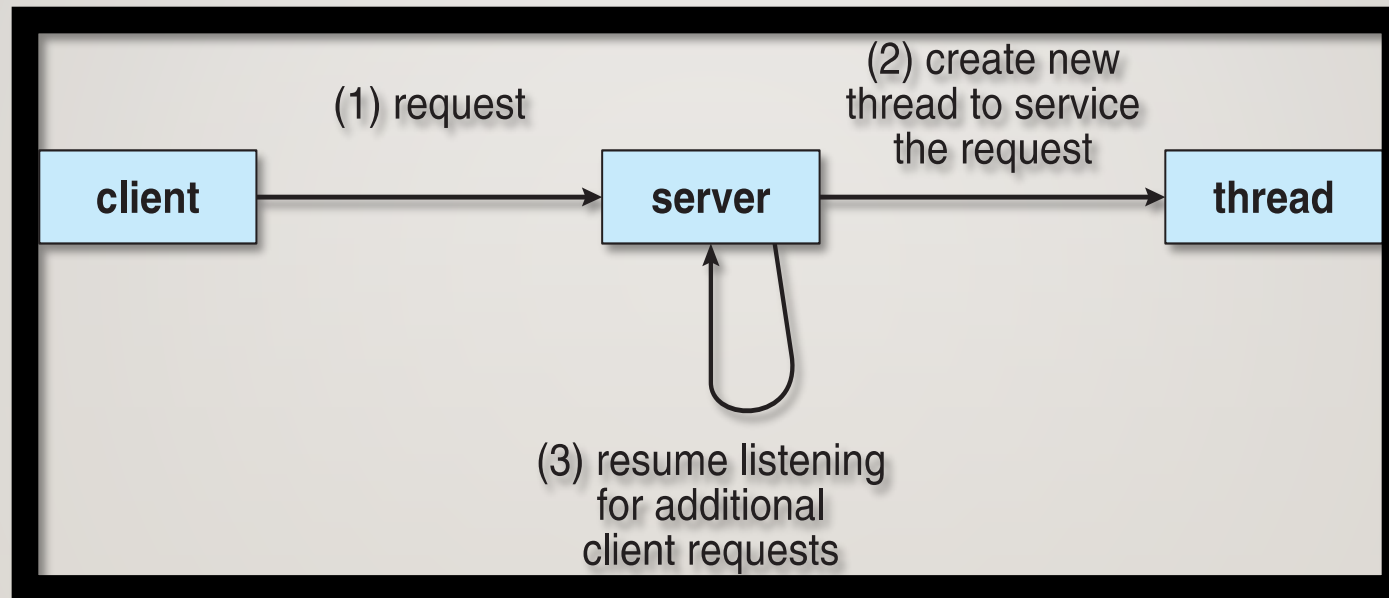 (1) request
(2) create new
thread to service
the request
client
server
thread
(3) resume listening
for additional
client requests